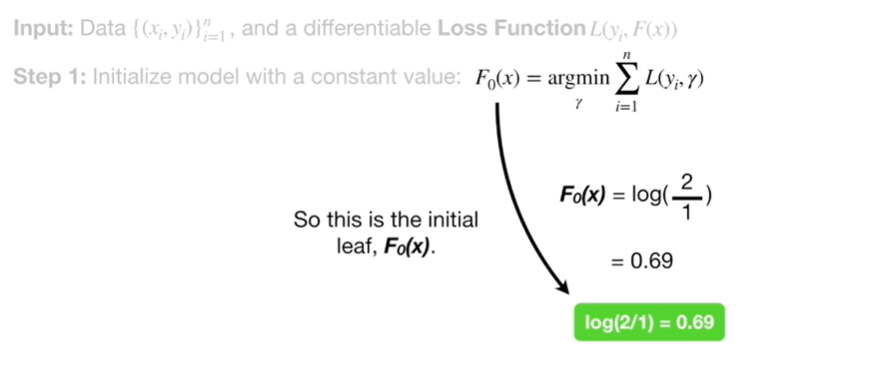 Input: Data {(xᵢ, yᵢ)}ⁿᵢ₌₁, and a differentiable Loss Function L(yᵢ, F(x))
Step 1: Initialize model with a constant value: F₀(x) = argmin_γ ∑ⁿᵢ₌₁ L(yᵢ, γ)
F₀(x) = log(2/1)
So this is the initial
leaf, F₀(x).
= 0.69
log(2/1) = 0.69